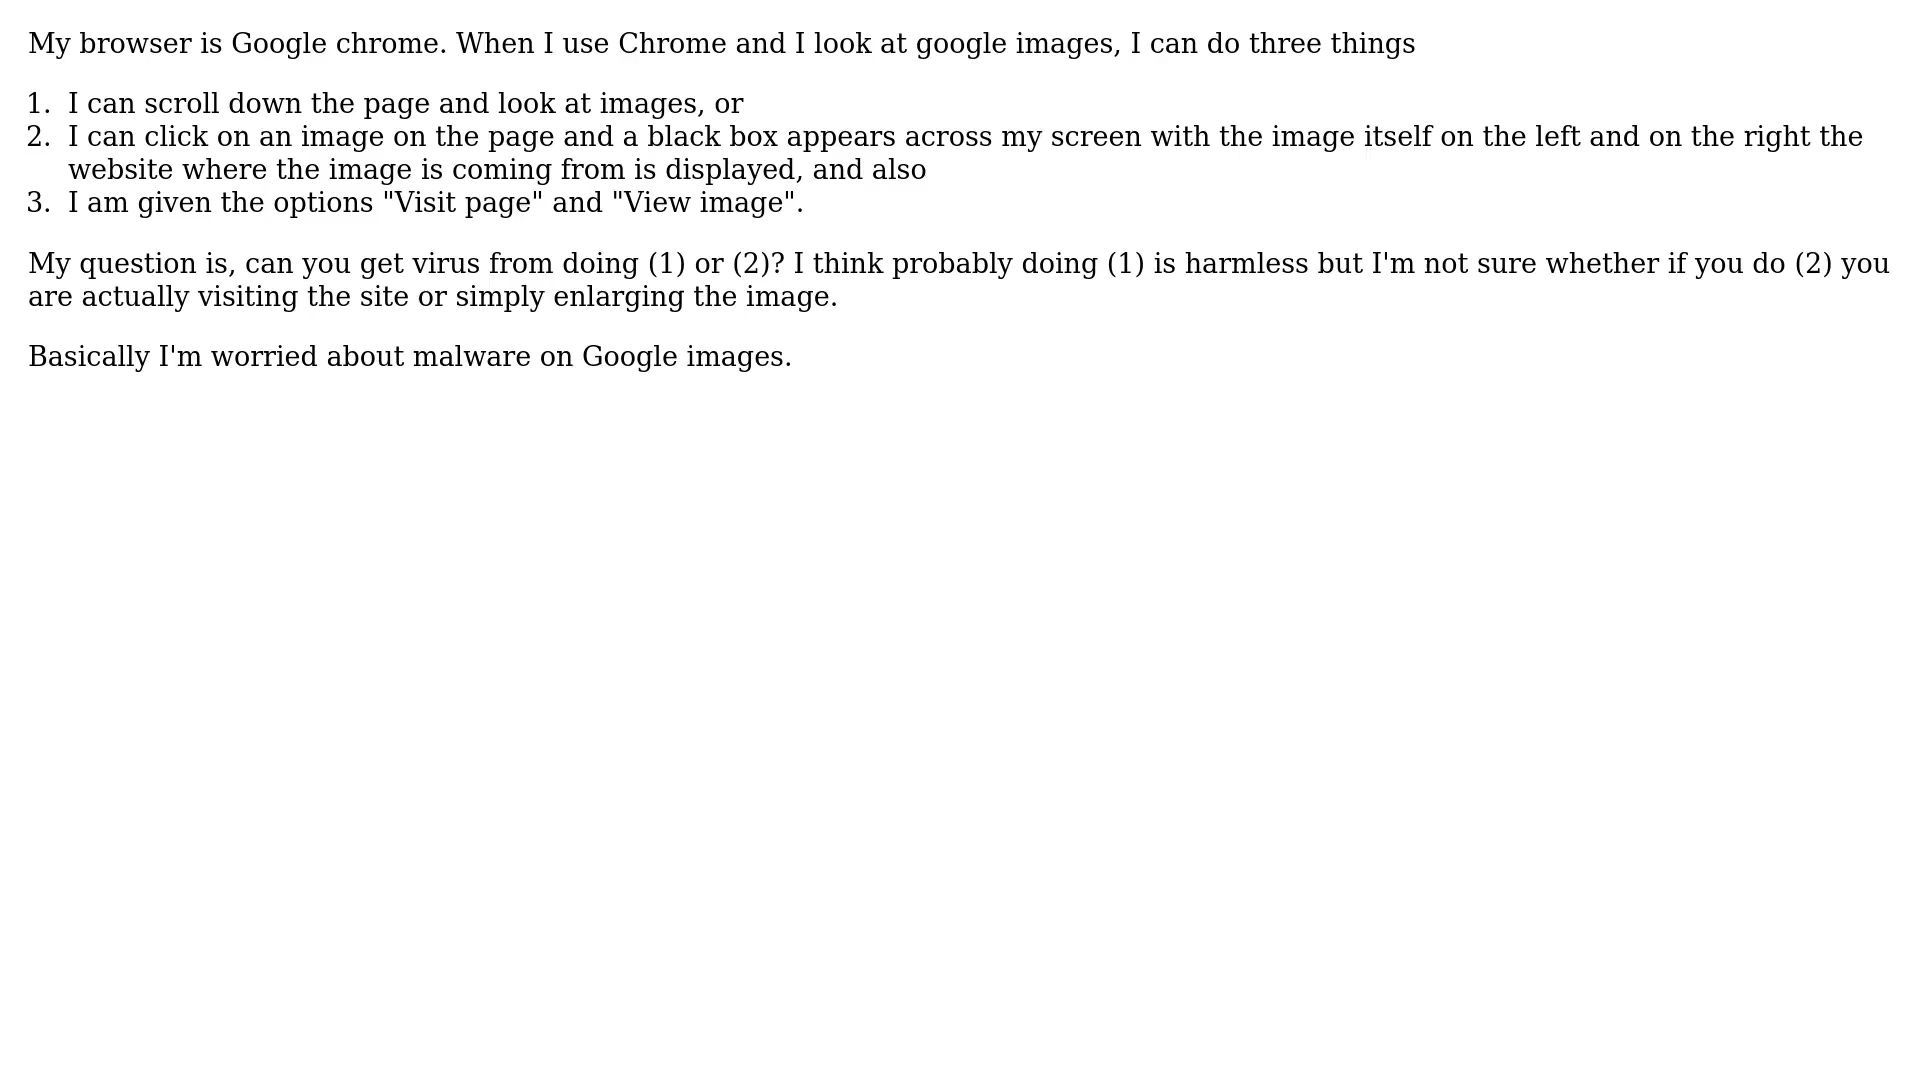 My browser is Google chrome. When I use Chrome and I look at google images, I can do three things
1. I can scroll down the page and look at images, or
2. I can click on an image on the page and a black box appears across my screen with the image itself on the left and on the right the
website where the image is coming from is displayed, and also
3. I am given the options "Visit page" and "View image".
My question is, can you get virus from doing (1) or (2)? I think probably doing (1) is harmless but I'm not sure whether if you do (2) you
are actually visiting the site or simply enlarging the image.
Basically I'm worried about malware on Google images.